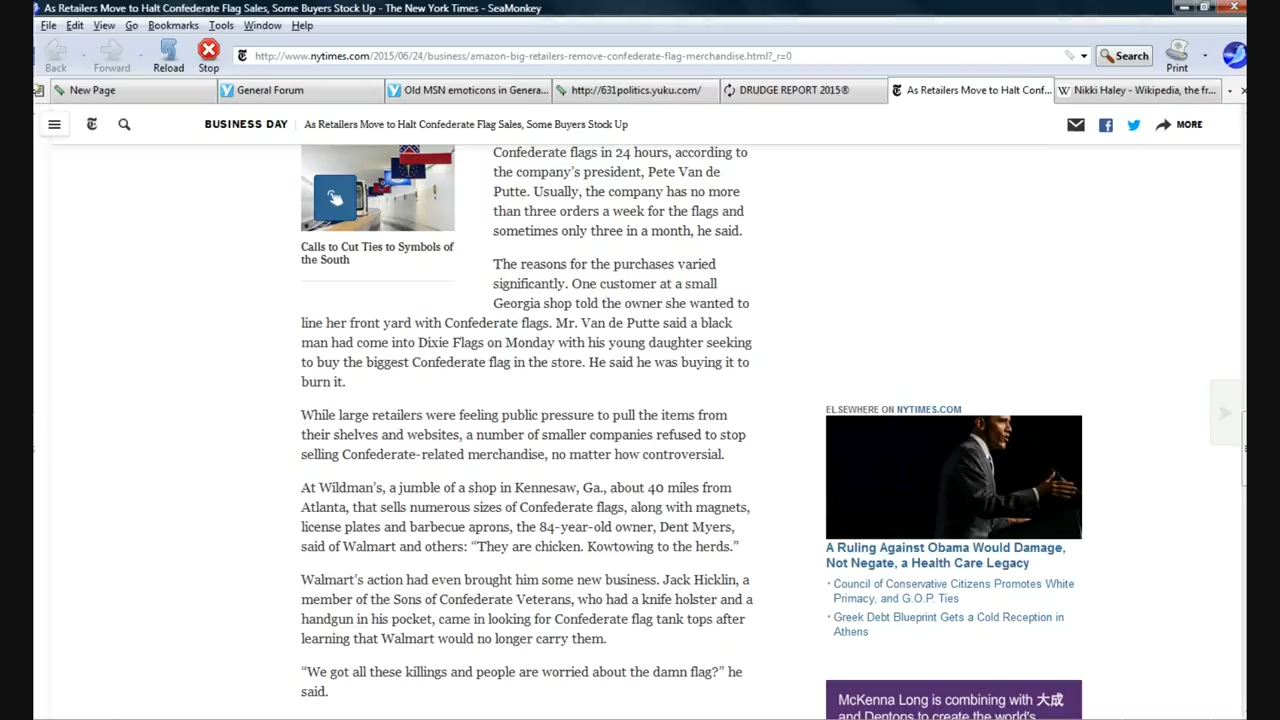 As Retailers Move to Halt Confederate Flag Sales, Some Buyers Stock Up - The New York Times - SeaMonkey
File Edit View Go Bookmarks Tools Window Help
Back Forward Reload Stop http://www.nytimes.com/2015/06/24/business/amazon-big-retailers-remove-confederate-flag-merchandise.html?_r=0 Search Print
New Page General Forum Old MSN emoticons in Genera... http://631politics.yuku.com/ DRUDGE REPORT 2015® As Retailers Move to Halt Conf... Nikki Haley - Wikipedia, the fr...
BUSINESS DAY As Retailers Move to Halt Confederate Flag Sales, Some Buyers Stock Up MORE
Calls to Cut Ties to Symbols of
the South
Confederate flags in 24 hours, according to
the company's president, Pete Van de
Putte. Usually, the company has no more
than three orders a week for the flags and
sometimes only three in a month, he said.
The reasons for the purchases varied
significantly. One customer at a small
Georgia shop told the owner she wanted to
line her front yard with Confederate flags. Mr. Van de Putte said a black
man had come into Dixie Flags on Monday with his young daughter seeking
to buy the biggest Confederate flag in the store. He said he was buying it to
burn it.
While large retailers were feeling public pressure to pull the items from
their shelves and websites, a number of smaller companies refused to stop
selling Confederate-related merchandise, no matter how controversial.
At Wildman's, a jumble of a shop in Kennesaw, Ga., about 40 miles from
Atlanta, that sells numerous sizes of Confederate flags, along with magnets,
license plates and barbecue aprons, the 84-year-old owner, Dent Myers,
said of Walmart and others: “They are chicken. Kowtowing to the herds.”
Walmart's action had even brought him some new business. Jack Hicklin, a
member of the Sons of Confederate Veterans, who had a knife holster and a
handgun in his pocket, came in looking for Confederate flag tank tops after
learning that Walmart would no longer carry them.
“We got all these killings and people are worried about the damn flag?” he
said.
ELSEWHERE ON NYTIMES.COM
A Ruling Against Obama Would Damage,
Not Negate, a Health Care Legacy
· Council of Conservative Citizens Promotes White
Primacy, and G.O.P. Ties
· Greek Debt Blueprint Gets a Cold Reception in
Athens
McKenna Long is combining with 大成
and Dentons to create the world's